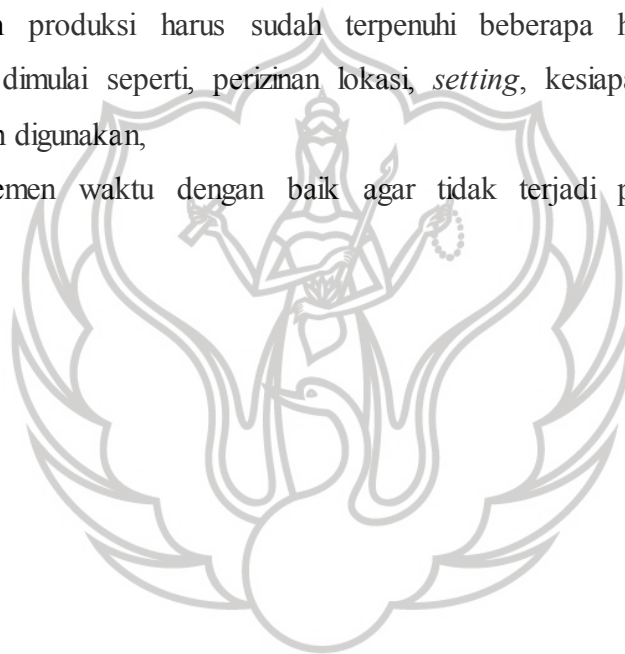 produksi harus sudah terpenuhi beberapa
dimulai seperti, perizinan lokasi, setting,
digunakan,
waktu dengan baik agar tidak terjadi